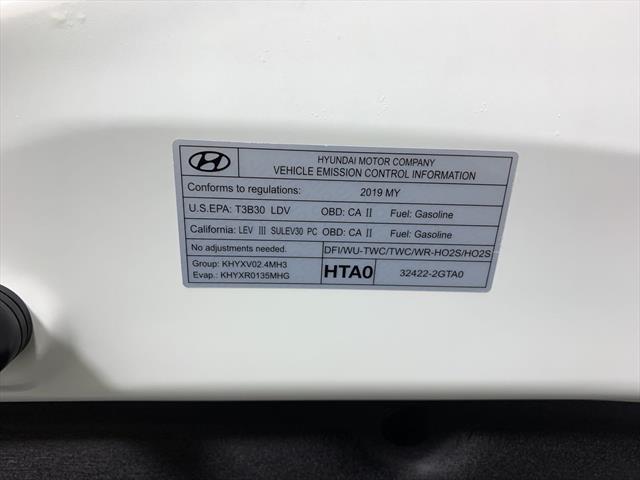 HYUNDAI MOTOR COMPANY
VEHICLE EMISSION CONTROL INFORMATION
Conforms to regulations: 2019 MY
U.S.EPA: T3B30 LDV OBD: CA II Fuel: Gasoline
California: LEV III SULEV30 PC OBD: CA II Fuel: Gasoline
No adjustments needed. DFI/WU-TWC/TWC/WR-HO2S/HO2S
Group: KHYXV02.4MH3
Evap.: KHYXR0135MHG
HTA0 32422-2GTA0